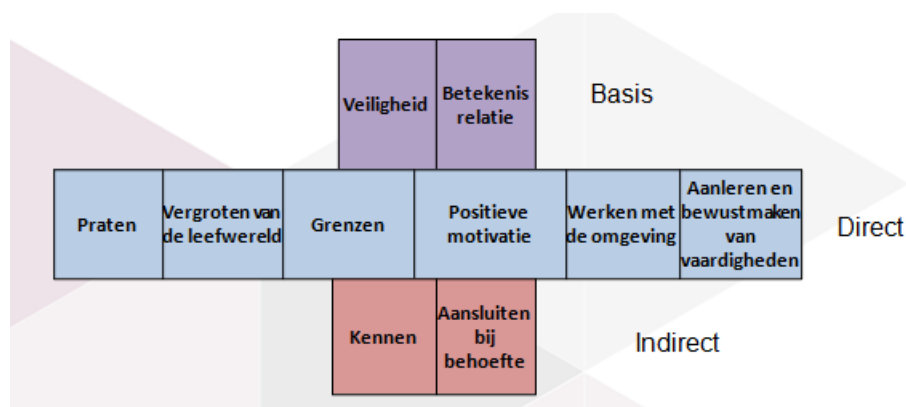 Veiligheid
Betekenis
relatie
Basis
Praten
Vergroten van
de leefwereld
Grenzen
Positieve
motivatie
Werken met
de omgeving
Aanleren en
bewustmaken
van
vaardigheden
Direct
Kennen
Aansluiten
bij
behoefte
Indirect